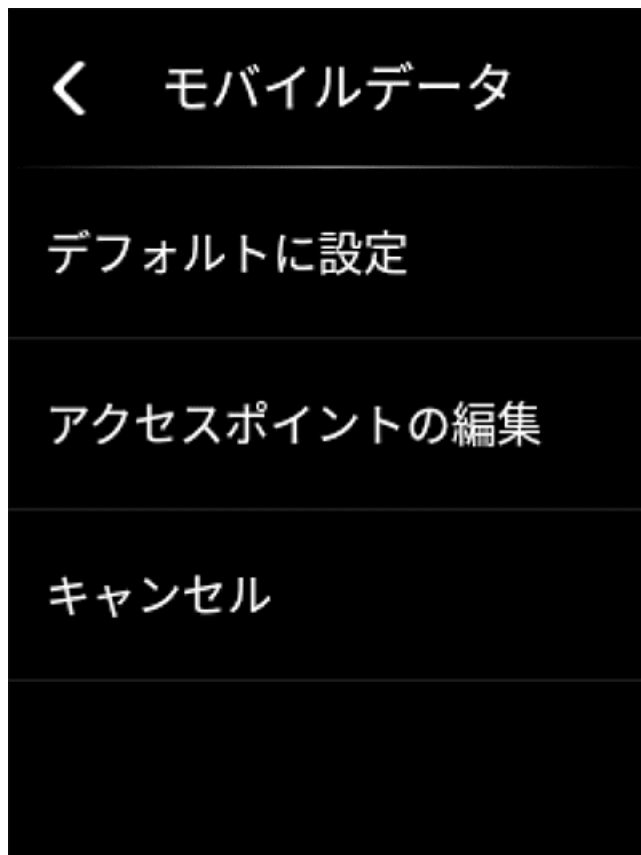 モバイルデータ
デフォルトに設定
アクセスポイントの編集
キャンセル